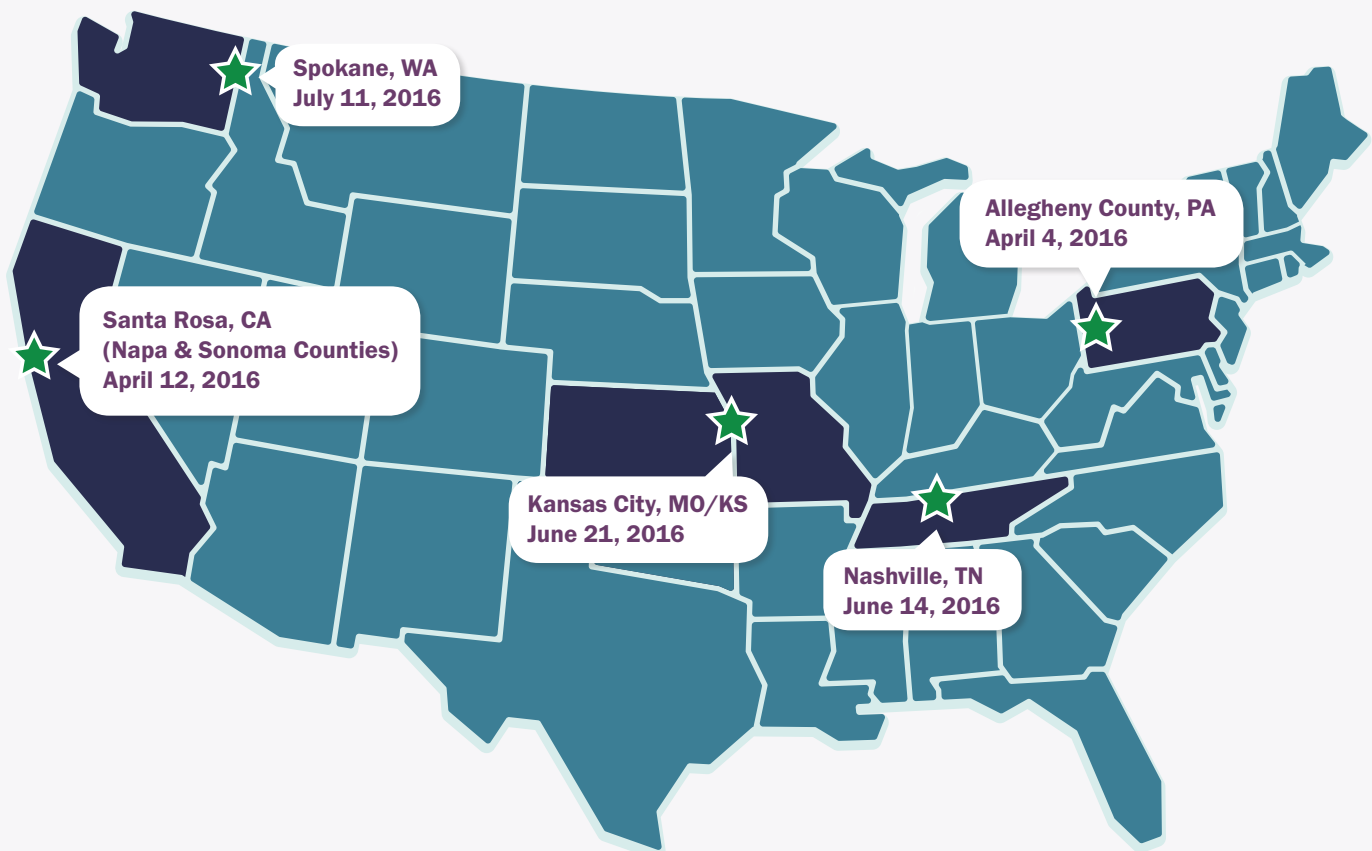 Spokane, WA
July 11, 2016
Allegheny County, PA
April 4, 2016
Santa Rosa, CA
(Napa & Sonoma Counties)
April 12, 2016
Kansas City, MO/KS
June 21, 2016
Nashville, TN
June 14, 2016